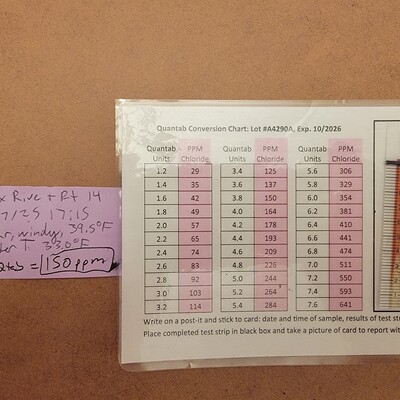 Rive + Rt 14
7/25 17:15
windy, 39.5°F
T: 33.0°F
= 150 ppm
Quantab Conversion Chart: Lot #A4290A, Exp. 10/2026
Quantab Units PPM Chloride Quantab Units PPM Chloride Quantab Units PPM Chloride
1.2 29 3.4 125 5.6 306
1.4 35 3.6 137 5.8 329
1.6 42 3.8 150 6.0 354
1.8 49 4.0 164 6.2 381
2.0 57 4.2 178 6.4 410
2.2 65 4.4 193 6.6 441
2.4 74 4.6 209 6.8 474
2.6 83 4.8 226 7.0 511
2.8 92 5.0 244 7.2 550
3.0 103 5.2 264 7.4 593
3.2 114 5.4 284 7.6 641
Write on a post-it and stick to card: date and time of sample, results of test
Place completed test strip in black box and take a picture of card to report